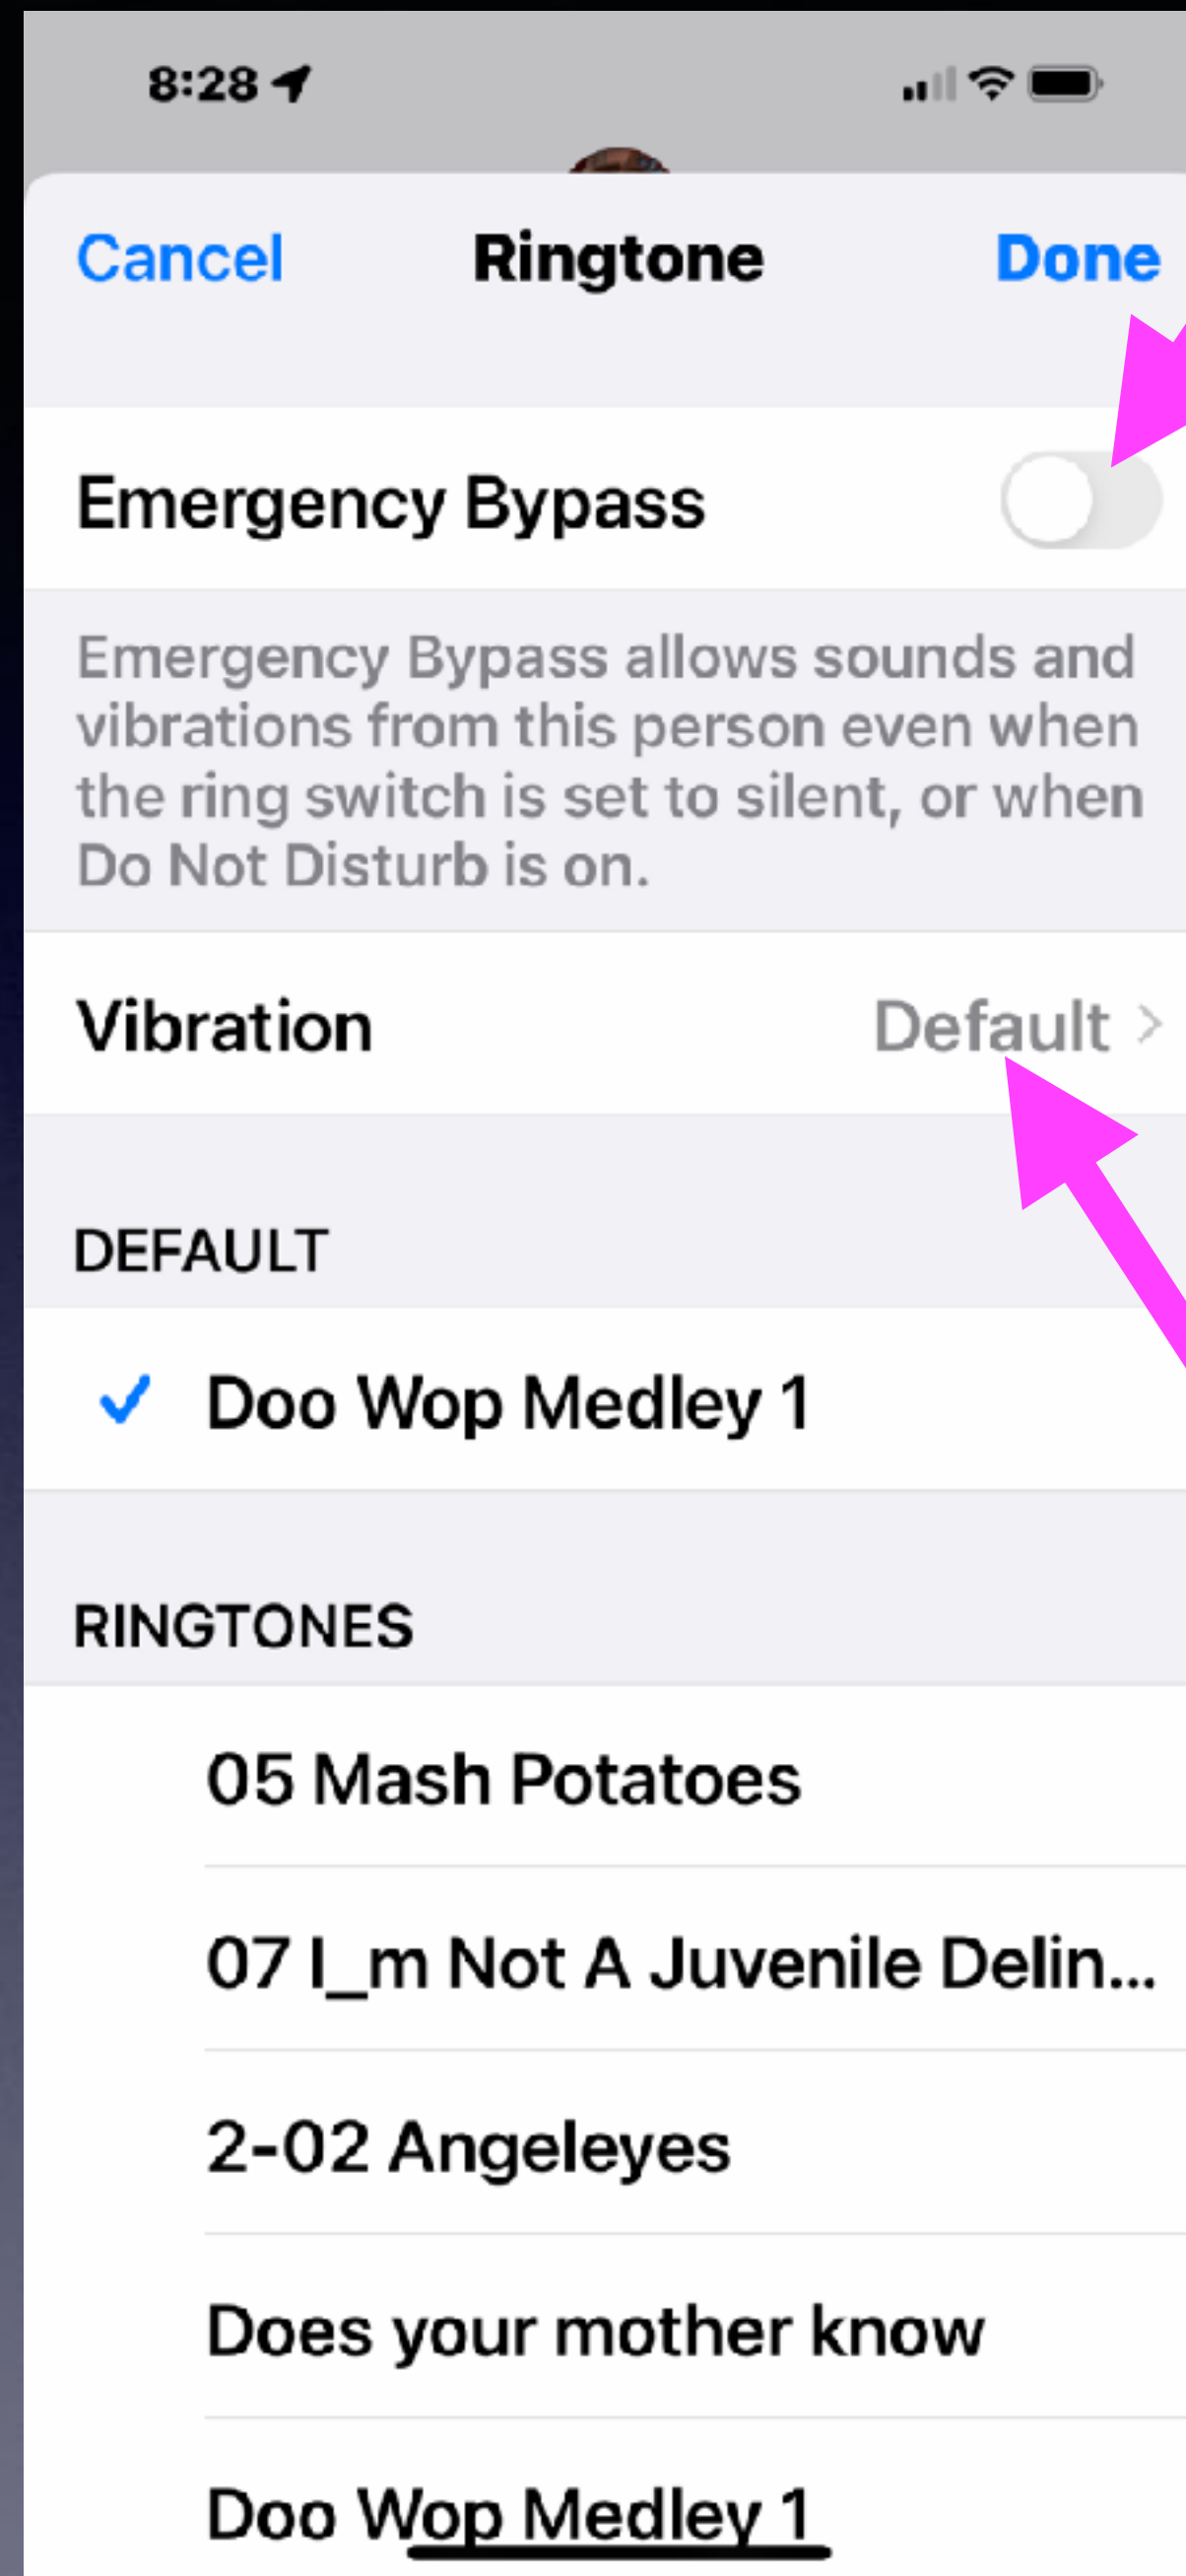 8:28
Cancel Ringtone Done
Emergency Bypass
Emergency Bypass allows sounds and
vibrations from this person even when
the ring switch is set to silent, or when
Do Not Disturb is on.
Vibration Default >
DEFAULT
Doo Wop Medley 1
RINGTONES
05 Mash Potatoes
07 I_m Not A Juvenile Delin...
2-02 Angeleyes
Does your mother know
Doo Wop Medley 1